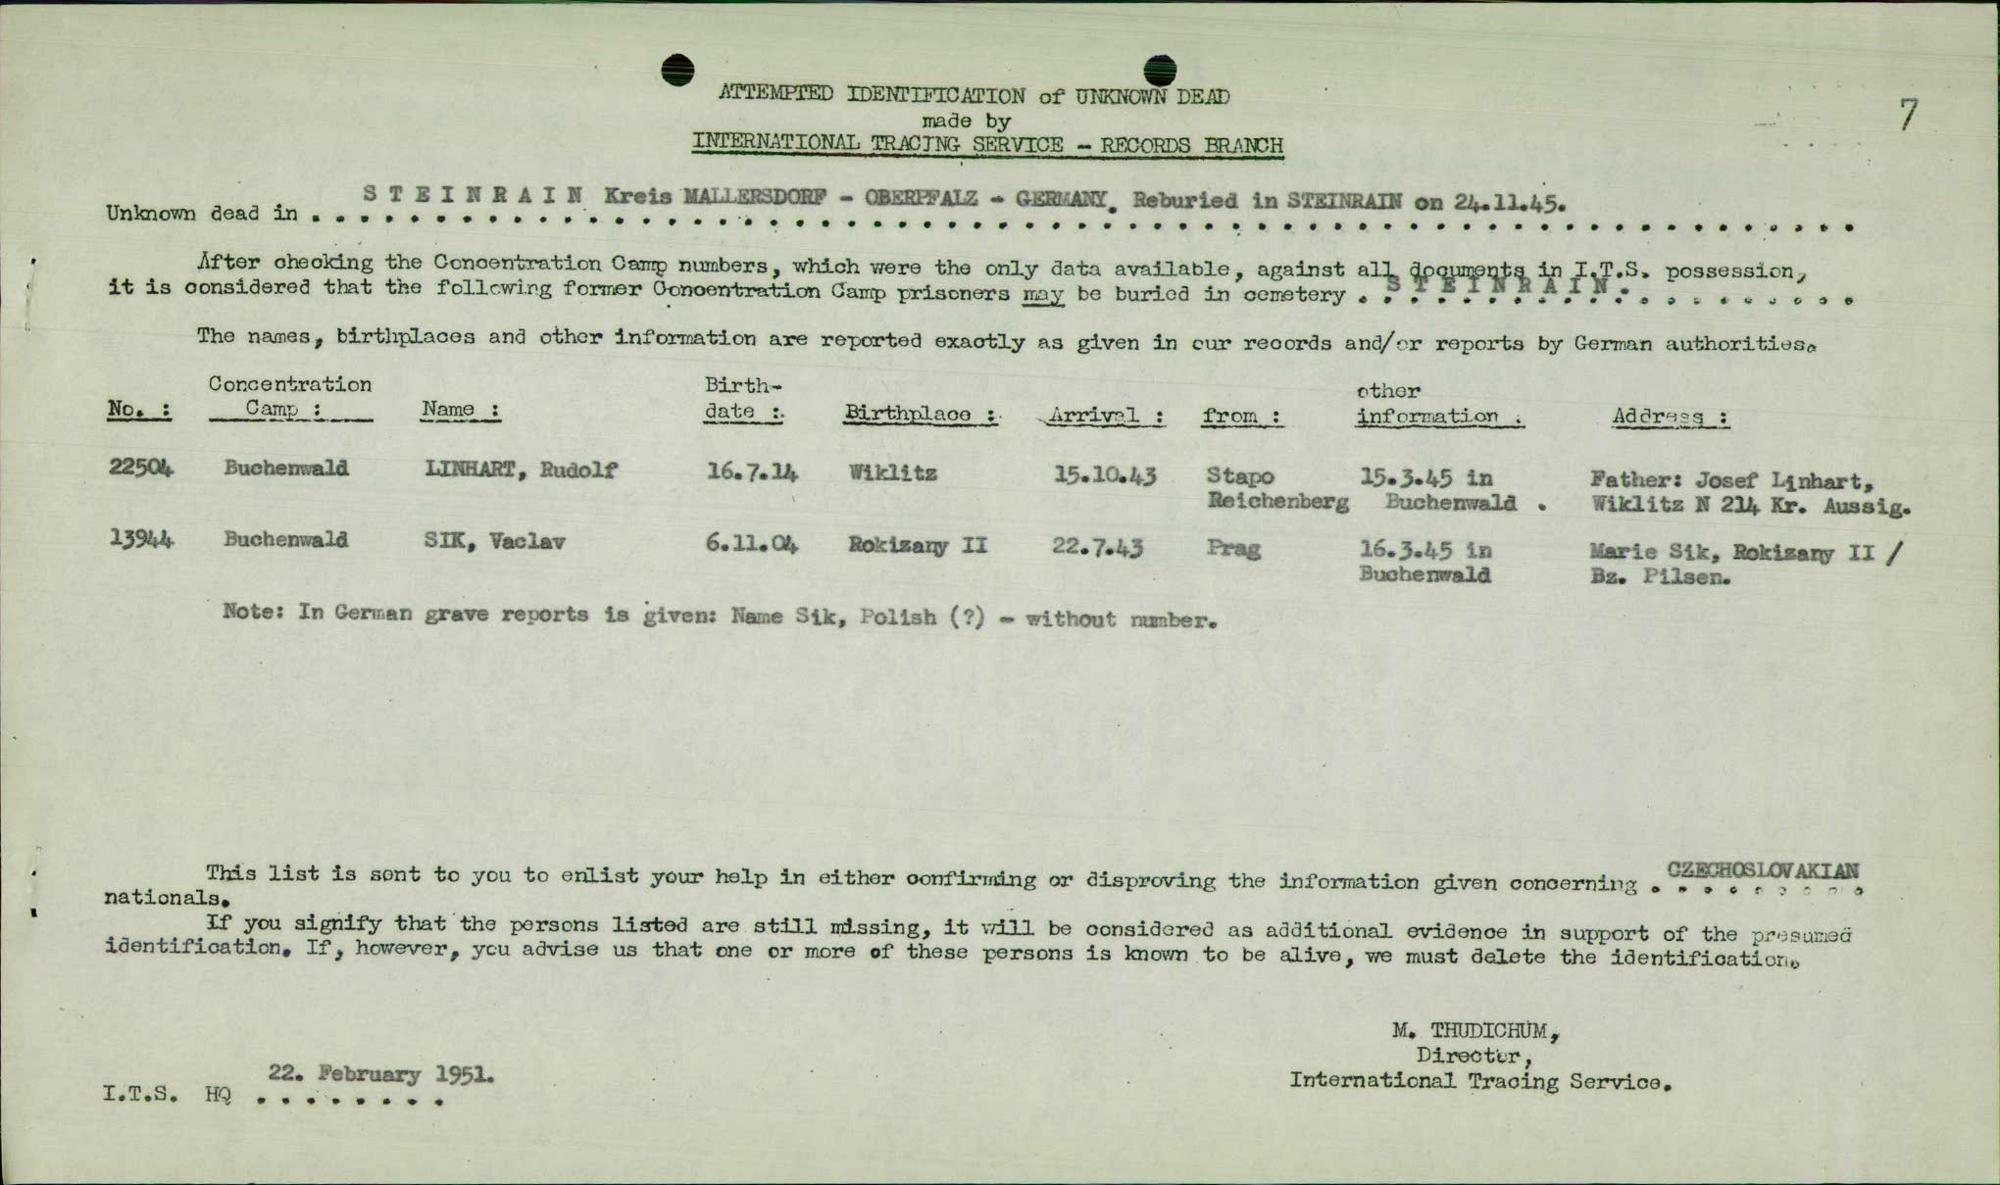 7
ATTEMPTED IDENTIFICATION of UNKNOWN DEAD
made by
INTERNATIONAL TRACING SERVICE - RECORDS BRANCH
Unknown dead in . S T E I N R A I N Kreis MALLERSDORF - OBERPFALZ - GERMANY. Reburied in STEINRAIN on 24.11.45.
After checking the Concentration Camp numbers, which were the only data available, against all documents in I.T.S. possession,
it is considered that the following former Concentration Camp prisoners may be buried in cemetery . S T E I N R A I N .
The names, birthplaces and other information are reported exactly as given in our records and/or reports by German authorities.
No. : Concentration Camp : Name : Birth-date : Birthplace : Arrival : from : other information : Address :
22504 Buchenwald LINHART, Rudolf 16.7.14 Wiklitz 15.10.43 Stapo 15.3.45 in Father: Josef Linhart,
Reichenberg Buchenwald . Wiklitz N 214 Kr. Aussig.
13944 Buchenwald SIK, Vaclav 6.11.04 Rokizany II 22.7.43 Prag 16.3.45 in Marie Sik, Rokizany II /
Buchenwald Bz. Pilsen.
Note: In German grave reports is given: Name Sik, Polish (?) - without number.
This list is sent to you to enlist your help in either confirming or disproving the information given concerning . CZECHOSLOVAKIAN
nationals.
If you signify that the persons listed are still missing, it will be considered as additional evidence in support of the presumed
identification. If, however, you advise us that one or more of these persons is known to be alive, we must delete the identification.
M. THUDICHUM,
Director,
International Tracing Service.
I.T.S. HQ 22. February 1951.